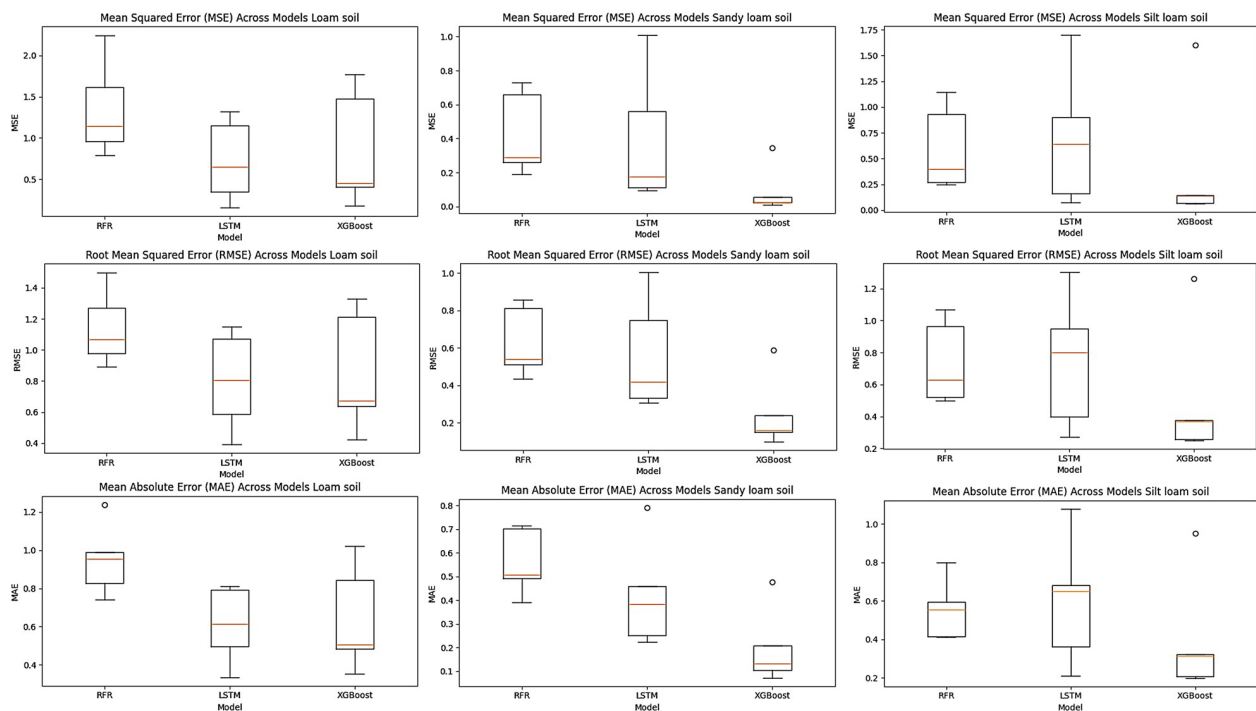 Mean Squared Error (MSE) Across Models Loam soil
MSE
2.0
1.5
1.0
0.5
RFR
LSTM
XGBoost
Model
Mean Squared Error (MSE) Across Models Sandy loam soil
MSE
1.0
0.8
0.6
0.4
0.2
0.0
RFR
LSTM
XGBoost
Model
Mean Squared Error (MSE) Across Models Silt loam soil
MSE
1.75
1.50
1.25
1.00
0.75
0.50
0.25
0.00
RFR
LSTM
XGBoost
Model
Root Mean Squared Error (RMSE) Across Models Loam soil
RMSE
1.4
1.2
1.0
0.8
0.6
0.4
RFR
LSTM
XGBoost
Model
Root Mean Squared Error (RMSE) Across Models Sandy loam soil
RMSE
1.0
0.8
0.6
0.4
0.2
RFR
LSTM
XGBoost
Model
Root Mean Squared Error (RMSE) Across Models Silt loam soil
RMSE
1.2
1.0
0.8
0.6
0.4
0.2
RFR
LSTM
XGBoost
Model
Mean Absolute Error (MAE) Across Models Loam soil
MAE
1.2
1.0
0.8
0.6
0.4
RFR
LSTM
XGBoost
Model
Mean Absolute Error (MAE) Across Models Sandy loam soil
MAE
0.8
0.7
0.6
0.5
0.4
0.3
0.2
0.1
RFR
LSTM
XGBoost
Model
Mean Absolute Error (MAE) Across Models Silt loam soil
MAE
1.0
0.8
0.6
0.4
0.2
RFR
LSTM
XGBoost
Model